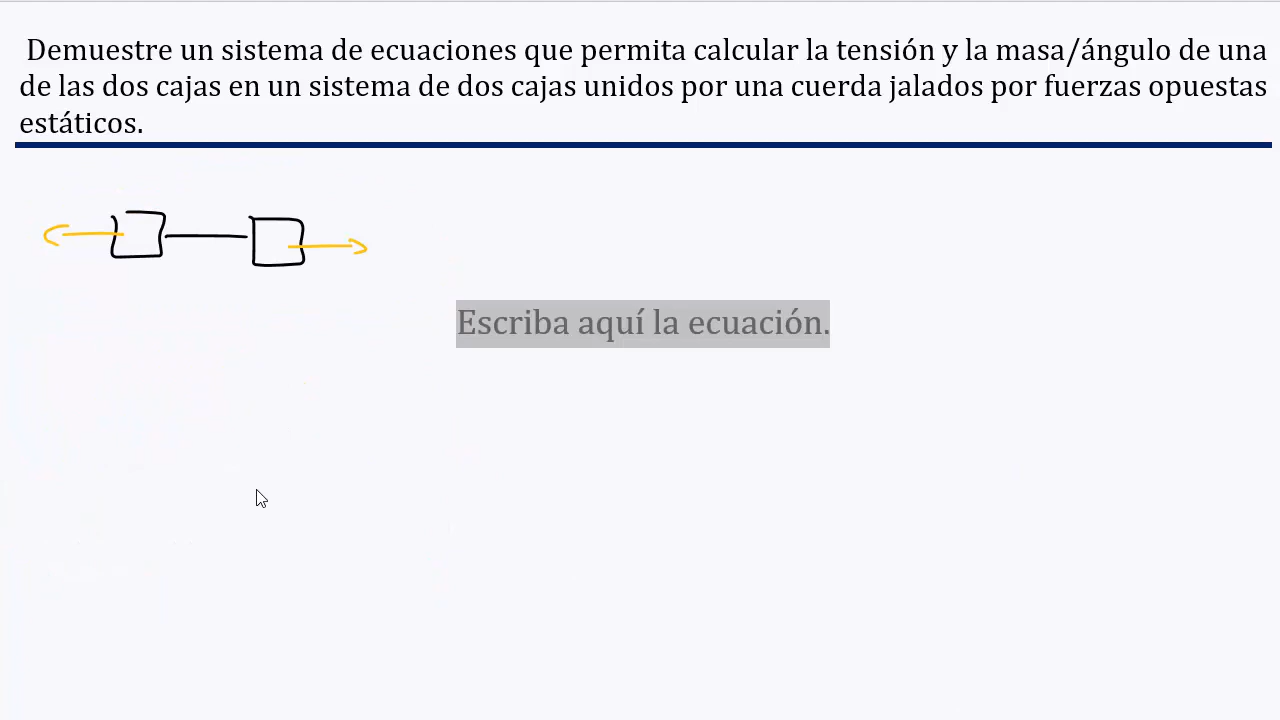 Demuestre un sistema de ecuaciones que permita calcular la tensión y la masa/ángulo de una
de las dos cajas en un sistema de dos cajas unidos por una cuerda jalados por fuerzas opuestas
estáticos.
Escriba aquí la ecuación.